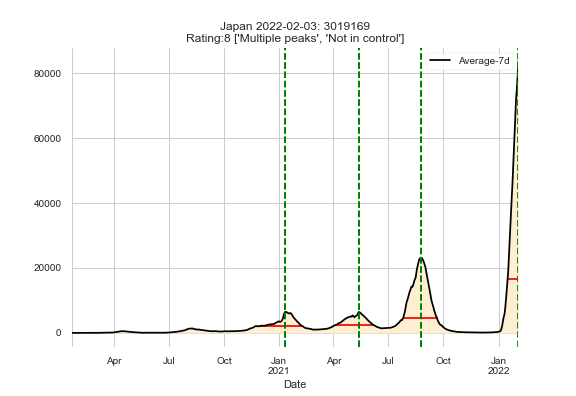 Japan 2022-02-03: 3019169
Rating:8 ['Multiple peaks', 'Not in control']
Average-7d
80000
60000
40000
20000
0
Apr
Jul
Oct
Jan
2021
Apr
Jul
Oct
Jan
2022
Date